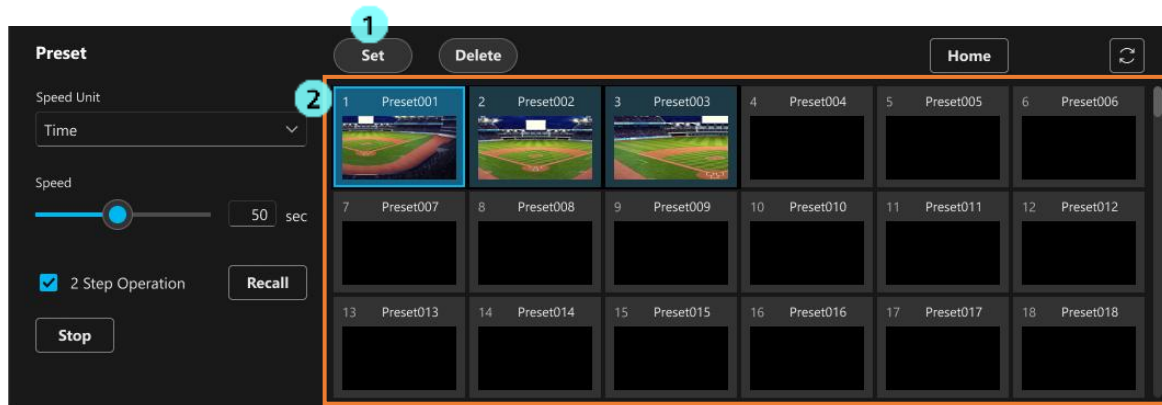 1
Preset
Set
Delete
Home
Speed Unit
Time
Speed
50 sec
2 Step Operation
Recall
Stop
2
1 Preset001
2 Preset002
3 Preset003
4 Preset004
5 Preset005
6 Preset006
7 Preset007
8 Preset008
9 Preset009
10 Preset010
11 Preset011
12 Preset012
13 Preset013
14 Preset014
15 Preset015
16 Preset016
17 Preset017
18 Preset018